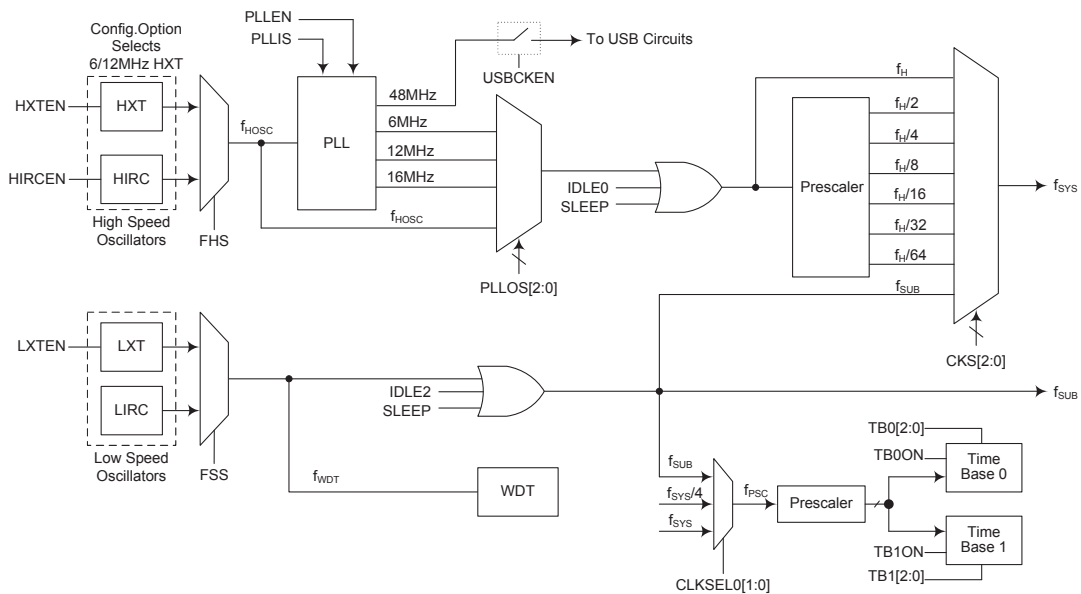 Config.Option
Selects
6/12MHz HXT
HXTEN
HXT
HIRCEN
HIRC
High Speed
Oscillators
FHS
fHOSC
PLLEN
PLLIS
PLL
48MHz
6MHz
12MHz
16MHz
fHOSC
USBCKEN
To USB Circuits
PLLOS[2:0]
IDLE0
SLEEP
Prescaler
fH
fH/2
fH/4
fH/8
fH/16
fH/32
fH/64
fSUB
CKS[2:0]
fSYS
LXTEN
LXT
LIRC
Low Speed
Oscillators
FSS
fWDT
WDT
IDLE2
SLEEP
fSUB
fSUB
fSYS/4
fSYS
CLKSEL0[1:0]
fPSC
Prescaler
TB0[2:0]
TB0ON
Time
Base 0
Time
Base 1
TB1ON
TB1[2:0]